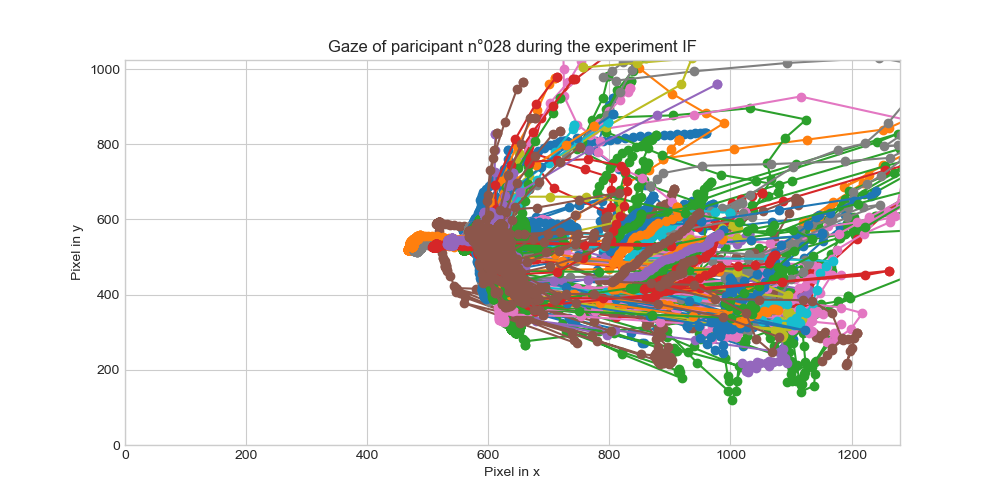 Gaze of paricipant n°028 during the experiment IF
1000
800
600
400
200
0
0 200 400 600 800 1000 1200
Pixel in y
Pixel in x